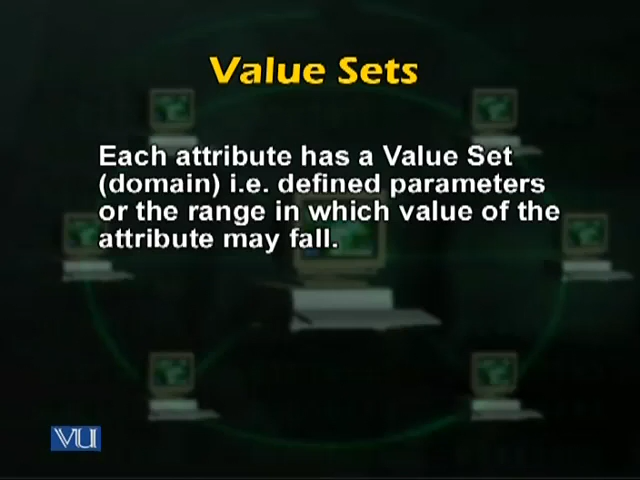 Value Sets
Each attribute has a Value Set
(domain) i.e. defined parameters
or the range in which value of the
attribute may fall.
VU